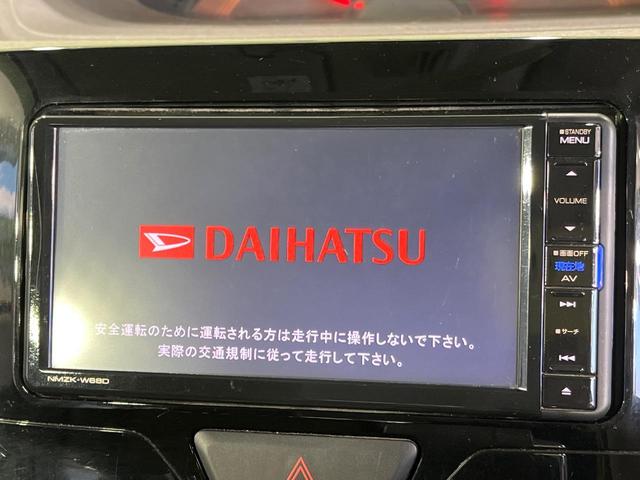 DAIHATSU
安全運転のために運転される方は走行中に操作しないで下さい。
実際の交通規制に従って走行して下さい。
NMZK-W68D
STANDBY
MENU
VOLUME
画面OFF
現在地
AV
サーチ